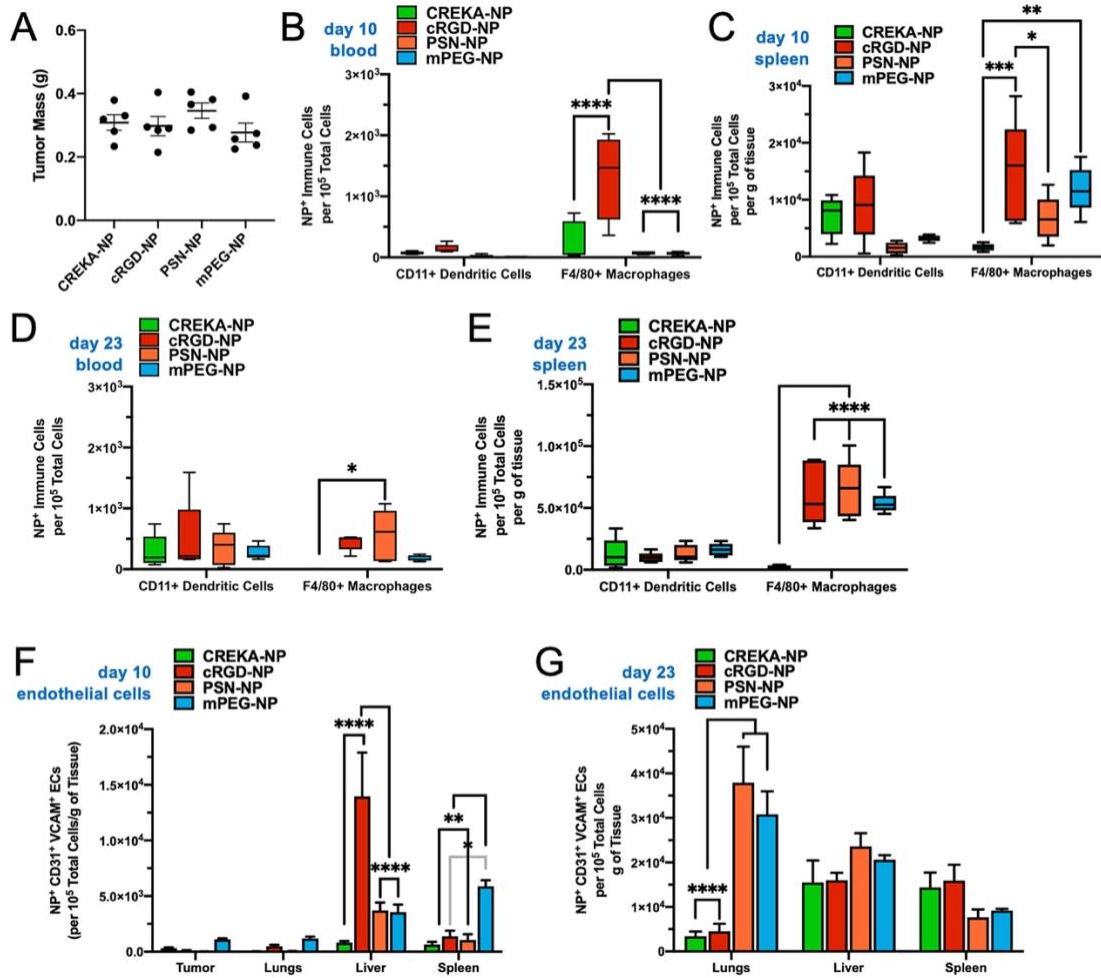 A
Tumor Mass (g)
0.6
0.4
0.2
0.0
CREKA-NP
cRGD-NP
PSN-NP
mPEG-NP
B
day 10
blood
CREKA-NP
cRGD-NP
PSN-NP
mPEG-NP
NP⁺ Immune Cells
per 10⁵ Total Cells
3×10³
2×10³
1×10³
0
****
****
CD11+ Dendritic Cells
F4/80+ Macrophages
C
day 10
spleen
CREKA-NP
cRGD-NP
PSN-NP
mPEG-NP
NP⁺ Immune Cells
per 10⁵ Total Cells
per g of tissue
3×10⁴
2×10⁴
1×10⁴
0
**
*
***
CD11+ Dendritic Cells
F4/80+ Macrophages
D
day 23
blood
CREKA-NP
cRGD-NP
PSN-NP
mPEG-NP
NP⁺ Immune Cells
per 10⁵ Total Cells
3×10³
2×10³
1×10³
0
*
CD11+ Dendritic Cells
F4/80+ Macrophages
E
day 23
spleen
CREKA-NP
cRGD-NP
PSN-NP
mPEG-NP
NP⁺ Immune Cells
per 10⁵ Total Cells
per g of tissue
1.5×10⁵
1.0×10⁵
5.0×10⁴
0.0
****
CD11+ Dendritic Cells
F4/80+ Macrophages
F
day 10
endothelial cells
CREKA-NP
cRGD-NP
PSN-NP
mPEG-NP
NP⁺ CD31⁺ VCAM⁺ ECs
(per 10⁵ Total Cells/g of Tissue)
2.0×10⁴
1.5×10⁴
1.0×10⁴
5.0×10³
0.0
****
****
**
*
Tumor
Lungs
Liver
Spleen
G
day 23
endothelial cells
CREKA-NP
cRGD-NP
PSN-NP
mPEG-NP
NP⁺ CD31⁺ VCAM⁺ ECs
per 10⁵ Total Cells
g of Tissue
5×10⁴
4×10⁴
3×10⁴
2×10⁴
1×10⁴
0
****
Lungs
Liver
Spleen